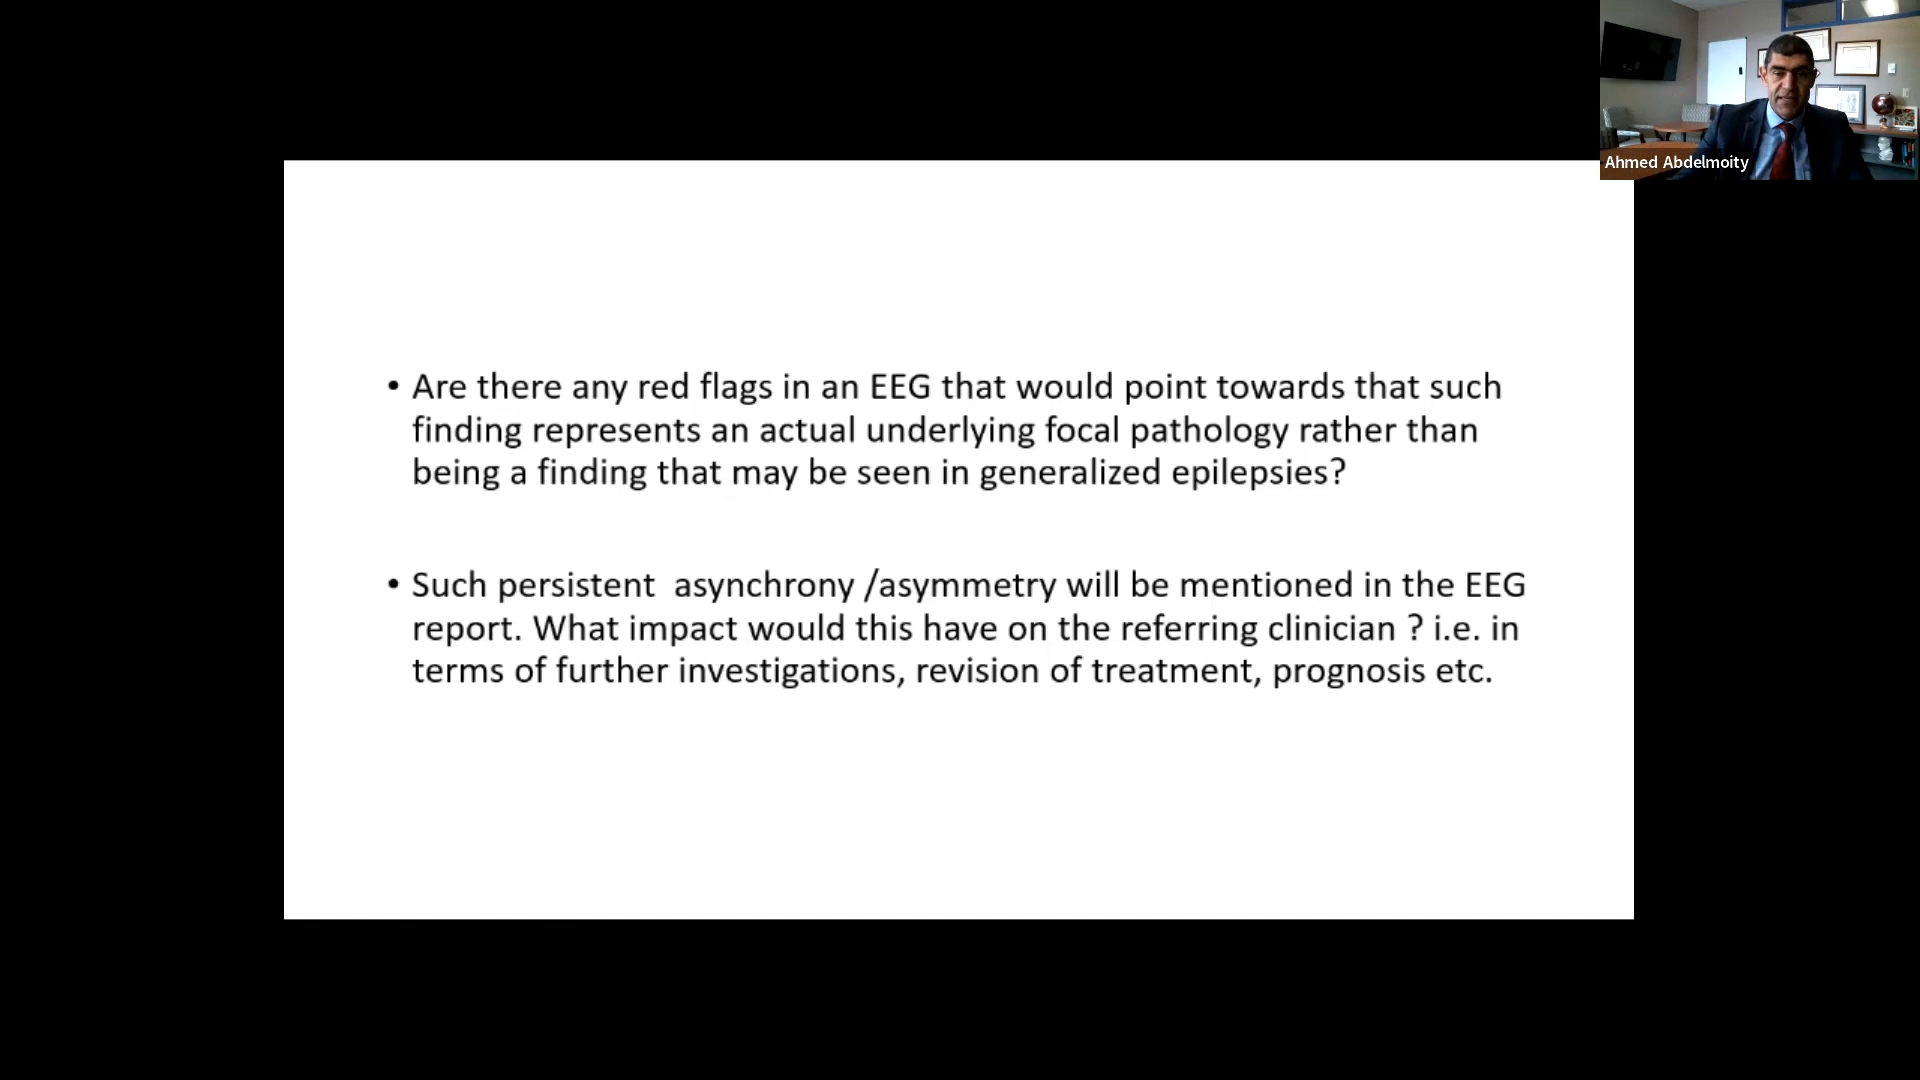 Ahmed Abdelmoity
• Are there any red flags in an EEG that would point towards that such
finding represents an actual underlying focal pathology rather than
being a finding that may be seen in generalized epilepsies?
• Such persistent  asynchrony /asymmetry will be mentioned in the EEG
report. What impact would this have on the referring clinician ? i.e. in
terms of further investigations, revision of treatment, prognosis etc.